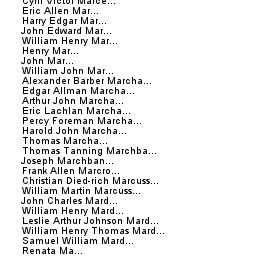 Cyril Victor Marce...
Eric Allen Mar...
Harry Edgar Mar...
John Edward Mar...
William Henry Mar...
Henry Mar...
John Mar...
William John Mar...
Alexander Barber Marcha...
Edgar Allman Marcha...
Arthur John Marcha...
Eric Lachlan Marcha...
Percy Foreman Marcha...
Harold John Marcha...
Thomas Marcha...
Thomas Tanning Marchba...
Joseph Marchban...
Frank Allen Marcro...
Christian Died-rich Marcuss...
William Martin Marcuss...
John Charles Mard...
William Henry Mard...
Leslie Arthur Johnson Mard...
William Henry Thomas Mard...
Samuel William Mard...
Renata Ma...